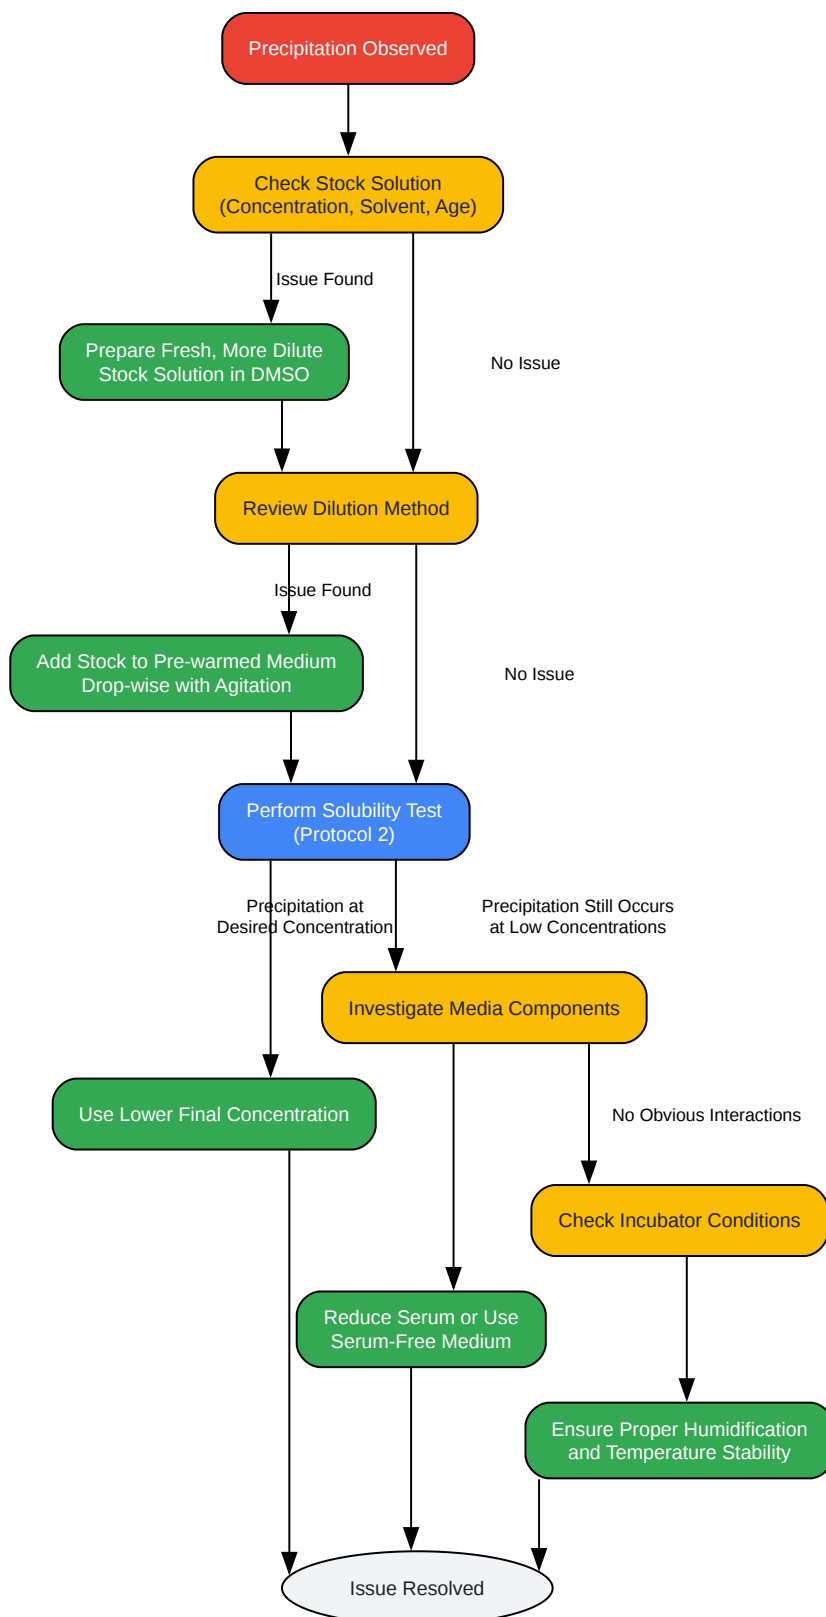 Precipitation Observed
Check Stock Solution
(Concentration, Solvent, Age)
Issue Found
Prepare Fresh, More Dilute
Stock Solution in DMSO
No Issue
Review Dilution Method
Issue Found
Add Stock to Pre-warmed Medium
Drop-wise with Agitation
No Issue
Perform Solubility Test
(Protocol 2)
Precipitation at
Desired Concentration
Precipitation Still Occurs
at Low Concentrations
Investigate Media Components
Use Lower Final Concentration
No Obvious Interactions
Check Incubator Conditions
Reduce Serum or Use
Serum-Free Medium
Ensure Proper Humidification
and Temperature Stability
Issue Resolved